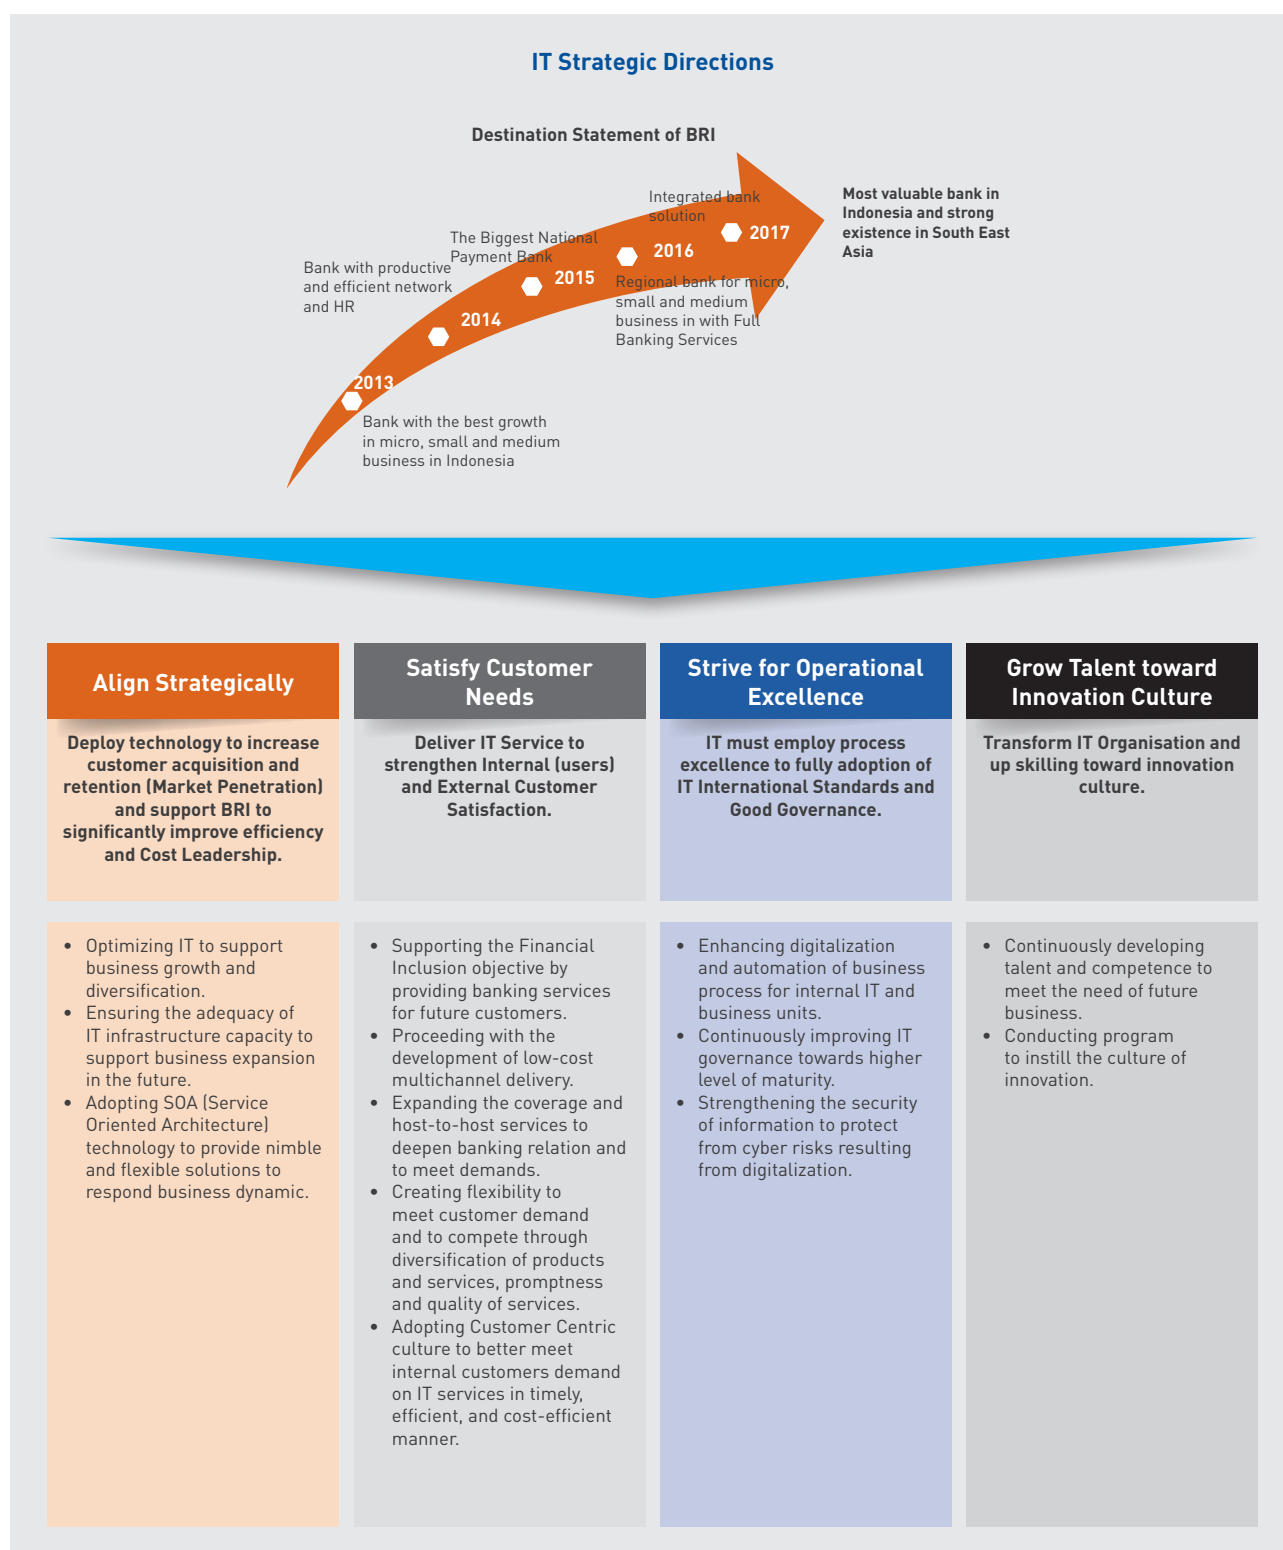 IT Strategic Directions
Destination Statement of BRI
Integrated bank
solution
2017
Most valuable bank in
Indonesia and strong
existence in South East
Asia
The Biggest National
Payment Bank
2016
2015
Regional bank for micro,
small and medium
business in with Full
Banking Services
Bank with productive
and efficient network
and HR
2014
2013
Bank with the best growth
in micro, small and medium
business in Indonesia
Align Strategically
Deploy technology to increase
customer acquisition and
retention (Market Penetration)
and support BRI to
significantly improve efficiency
and Cost Leadership.
• Optimizing IT to support
business growth and
diversification.
• Ensuring the adequacy of
IT infrastructure capacity to
support business expansion
in the future.
• Adopting SOA (Service
Oriented Architecture)
technology to provide nimble
and flexible solutions to
respond business dynamic.
Satisfy Customer
Needs
Deliver IT Service to
strengthen Internal (users)
and External Customer
Satisfaction.
• Supporting the Financial
Inclusion objective by
providing banking services
for future customers.
• Proceeding with the
development of low-cost
multichannel delivery.
• Expanding the coverage and
host-to-host services to
deepen banking relation and
to meet demands.
• Creating flexibility to
meet customer demand
and to compete through
diversification of products
and services, promptness
and quality of services.
• Adopting Customer Centric
culture to better meet
internal customers demand
on IT services in timely,
efficient, and cost-efficient
manner.
Strive for Operational
Excellence
IT must employ process
excellence to fully adoption of
IT International Standards and
Good Governance.
• Enhancing digitalization
and automation of business
process for internal IT and
business units.
• Continuously improving IT
governance towards higher
level of maturity.
• Strengthening the security
of information to protect
from cyber risks resulting
from digitalization.
Grow Talent toward
Innovation Culture
Transform IT Organisation and
up skilling toward innovation
culture.
• Continuously developing
talent and competence to
meet the need of future
business.
• Conducting program
to instill the culture of
innovation.